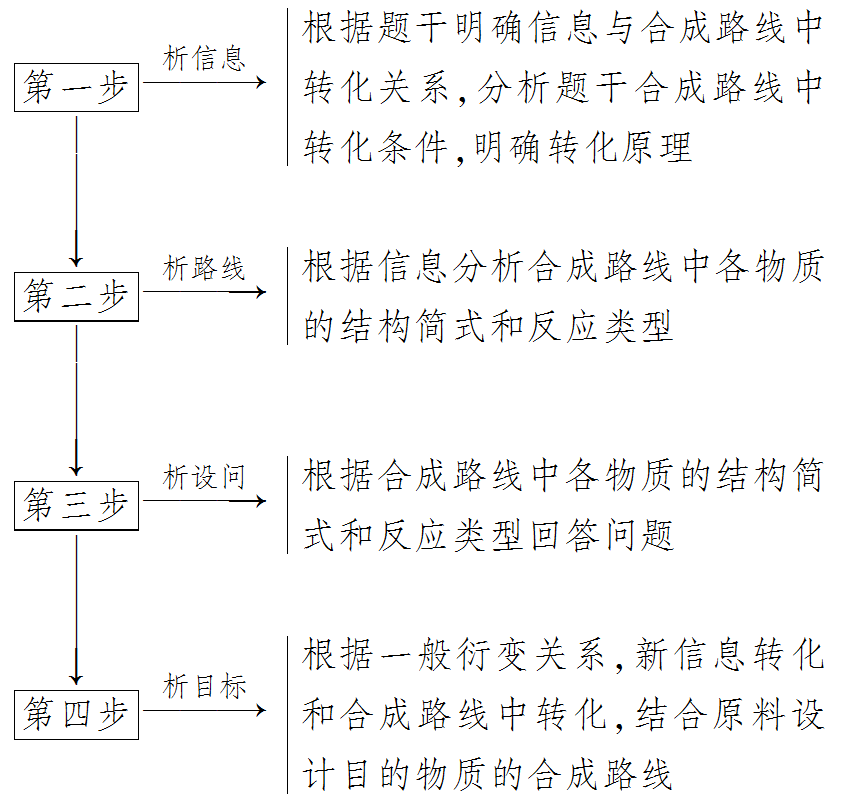 第一步
析信息
根据题干明确信息与合成路线中
转化关系,分析题干合成路线中
转化条件,明确转化原理
第二步
析路线
根据信息分析合成路线中各物质
的结构简式和反应类型
第三步
析设问
根据合成路线中各物质的结构简
式和反应类型回答问题
第四步
析目标
根据一般衍变关系,新信息转化
和合成路线中转化,结合原料设
计目的物质的合成路线